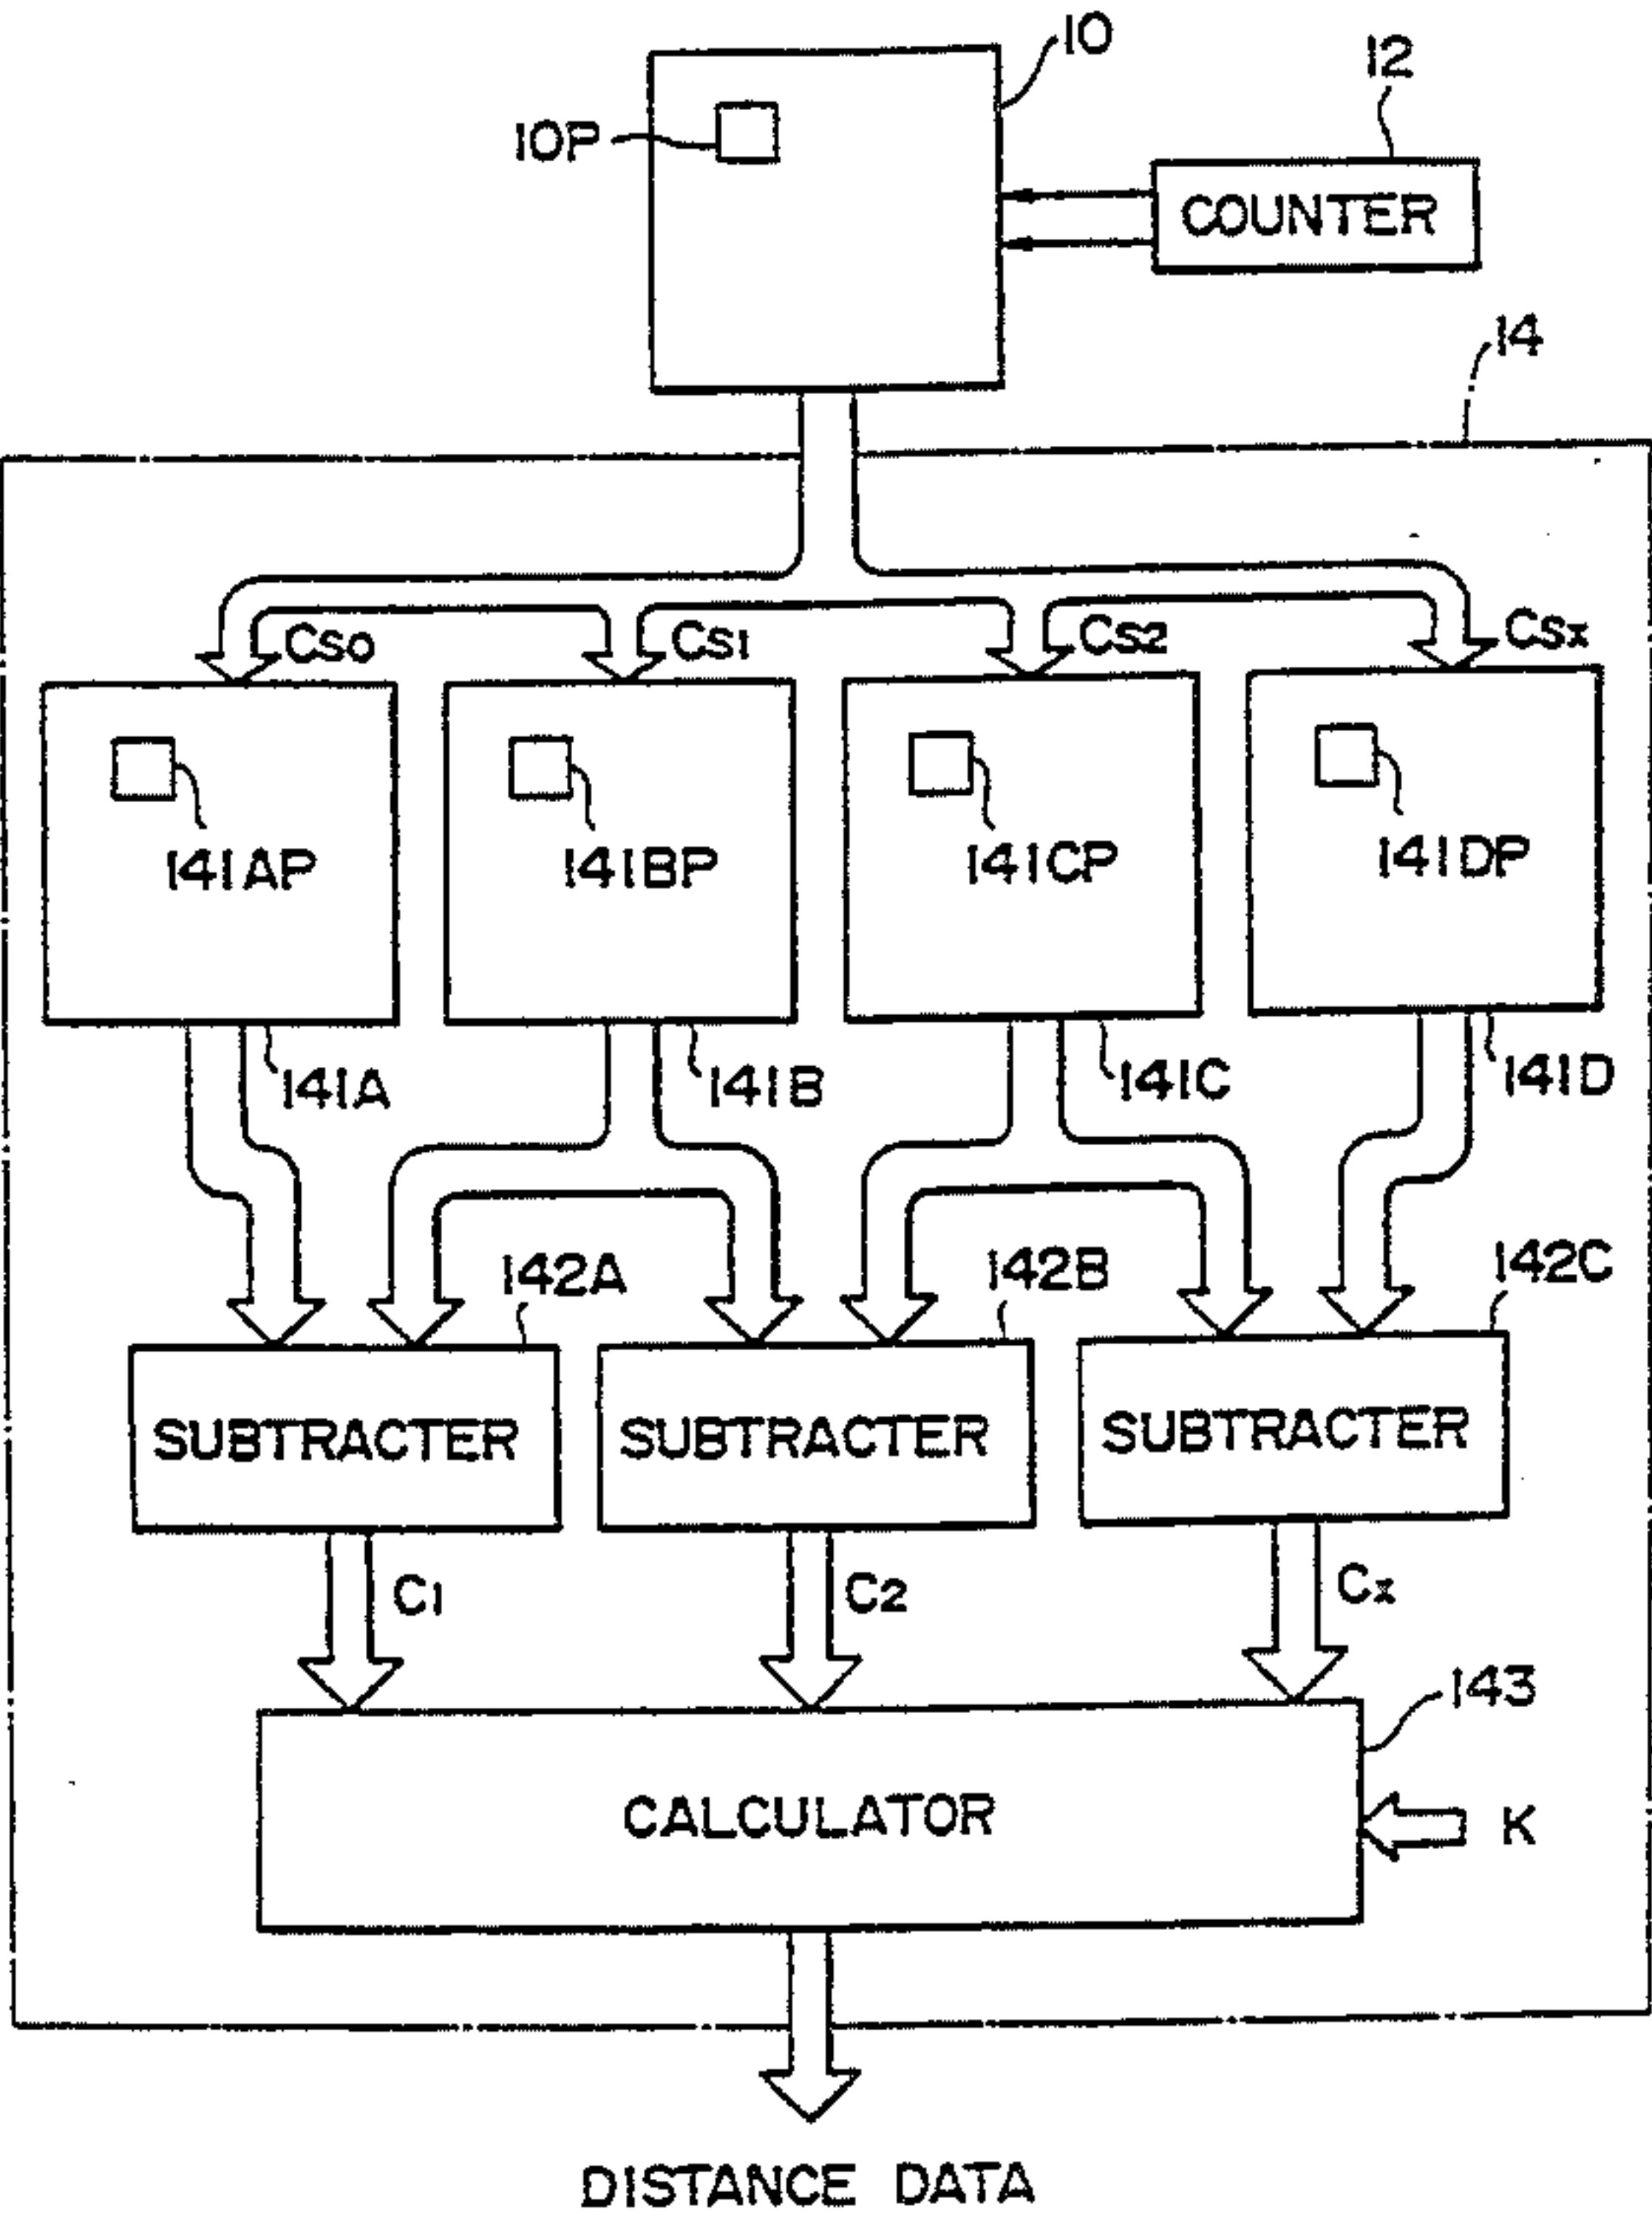 10
12
10P
COUNTER
14
Cs0
Cs1
Cs2
Csx
141AP
141BP
141CP
141DP
141A
141B
141C
141D
142A
142B
142C
SUBTRACTER
SUBTRACTER
SUBTRACTER
C1
C2
Cx
143
CALCULATOR
K
DISTANCE DATA